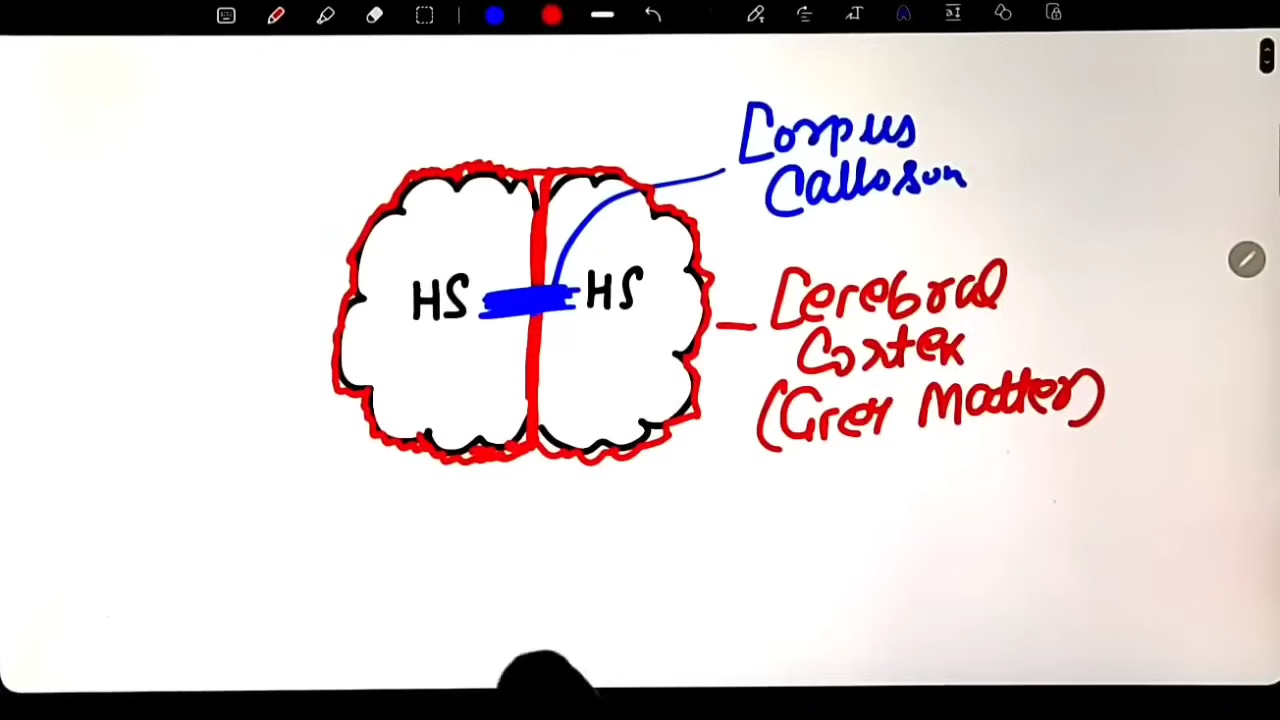 HS
HS
Corpus
Callosum
Cerebral
Cortex
(Grey Matter)